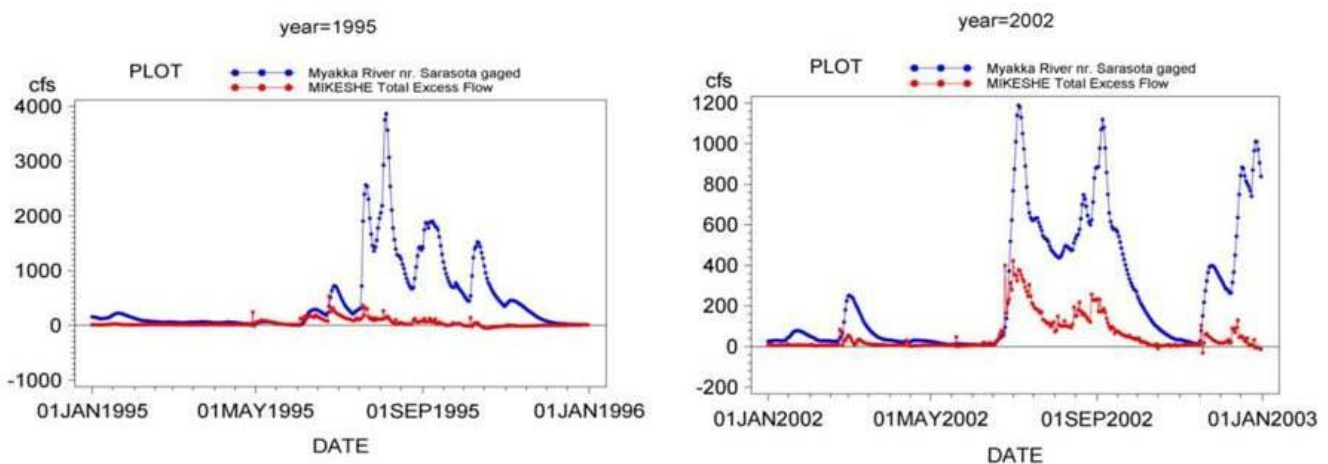 year=1995
PLOT
Myakka River nr. Sarasota gaged
MIKESHE Total Excess Flow
cfs
4000
3000
2000
1000
0
-1000
01JAN1995 01MAY1995 01SEP1995 01JAN1996
DATE
year=2002
PLOT
Myakka River nr. Sarasota gaged
MIKESHE Total Excess Flow
cfs
1200
1000
800
600
400
200
0
-200
01JAN2002 01MAY2002 01SEP2002 01JAN2003
DATE